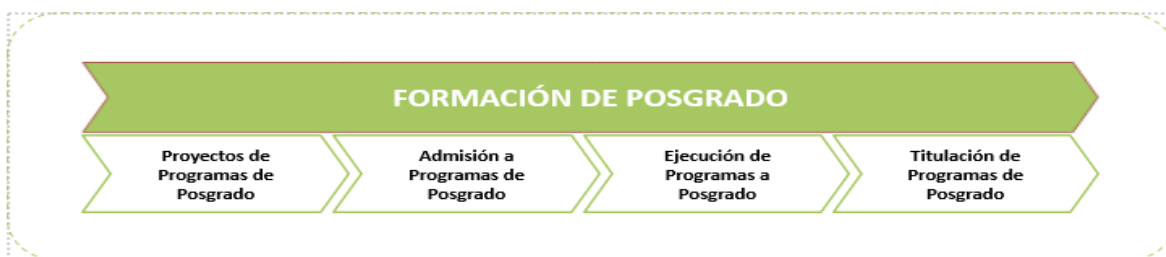 FORMACIÓN DE POSGRADO
Proyectos de
Programas de
Posgrado
Admisión a
Programas de
Posgrado
Ejecución de
Programas a
Posgrado
Titulación de
Programas de
Posgrado